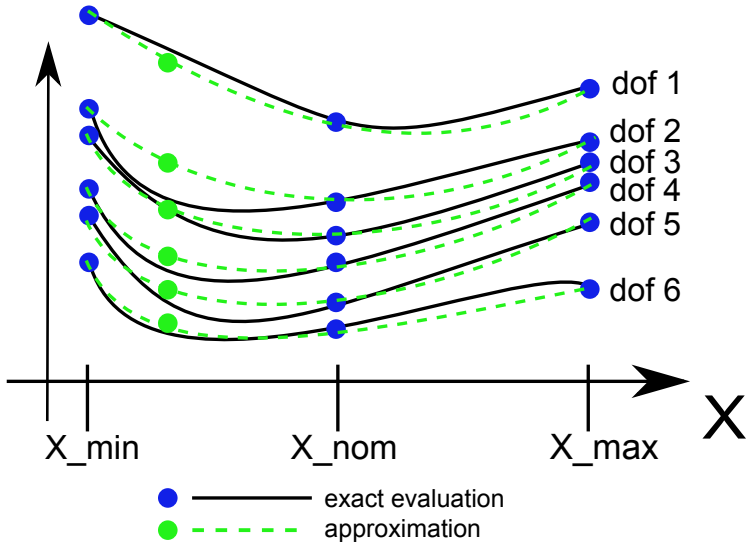 dof 1
dof 2
dof 3
dof 4
dof 5
dof 6
X
X_min
X_nom
X_max
exact evaluation
approximation